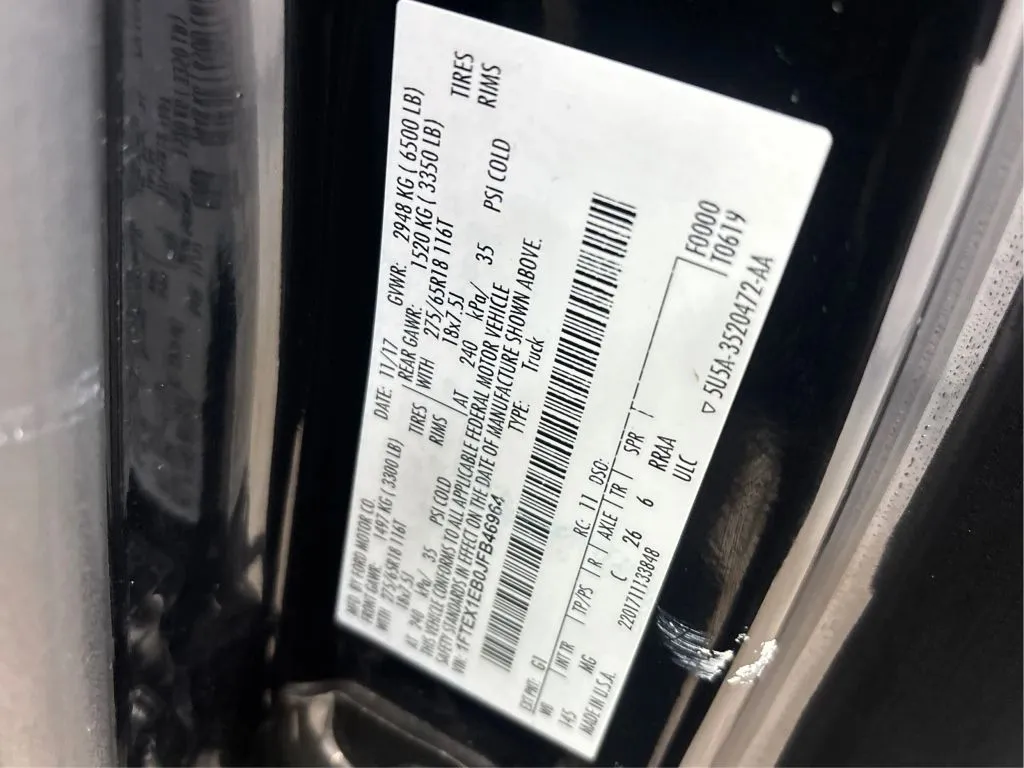 MFD. BY FORD MOTOR CO.
DATE: 11/17 GVWR: 2948 KG ( 6500 LB)
FRONT GAWR: 1497 KG ( 3300 LB) REAR GAWR: 1520 KG ( 3350 LB)
WITH 275/65R18 116T TIRES WITH 275/65R18 116T TIRES
18x7.5J RIMS 18x7.5J RIMS
AT 240 kPa/ 35 PSI COLD AT 240 kPa/ 35 PSI COLD
THIS VEHICLE CONFORMS TO ALL APPLICABLE FEDERAL MOTOR VEHICLE
SAFETY STANDARDS IN EFFECT ON THE DATE OF MANUFACTURE SHOWN ABOVE.
VIN: 1FTEX1EB0JFB46964 TYPE: Truck
F0000
T0619
EXT PNT: G1 RC: 11 DSO:
WB INT TR TP/PS R AXLE TR SPR
145 MG C 26 6 RRAA
MADE IN U.S.A. 2201711133848 ULC
▽ 5U5A-3520472-AA